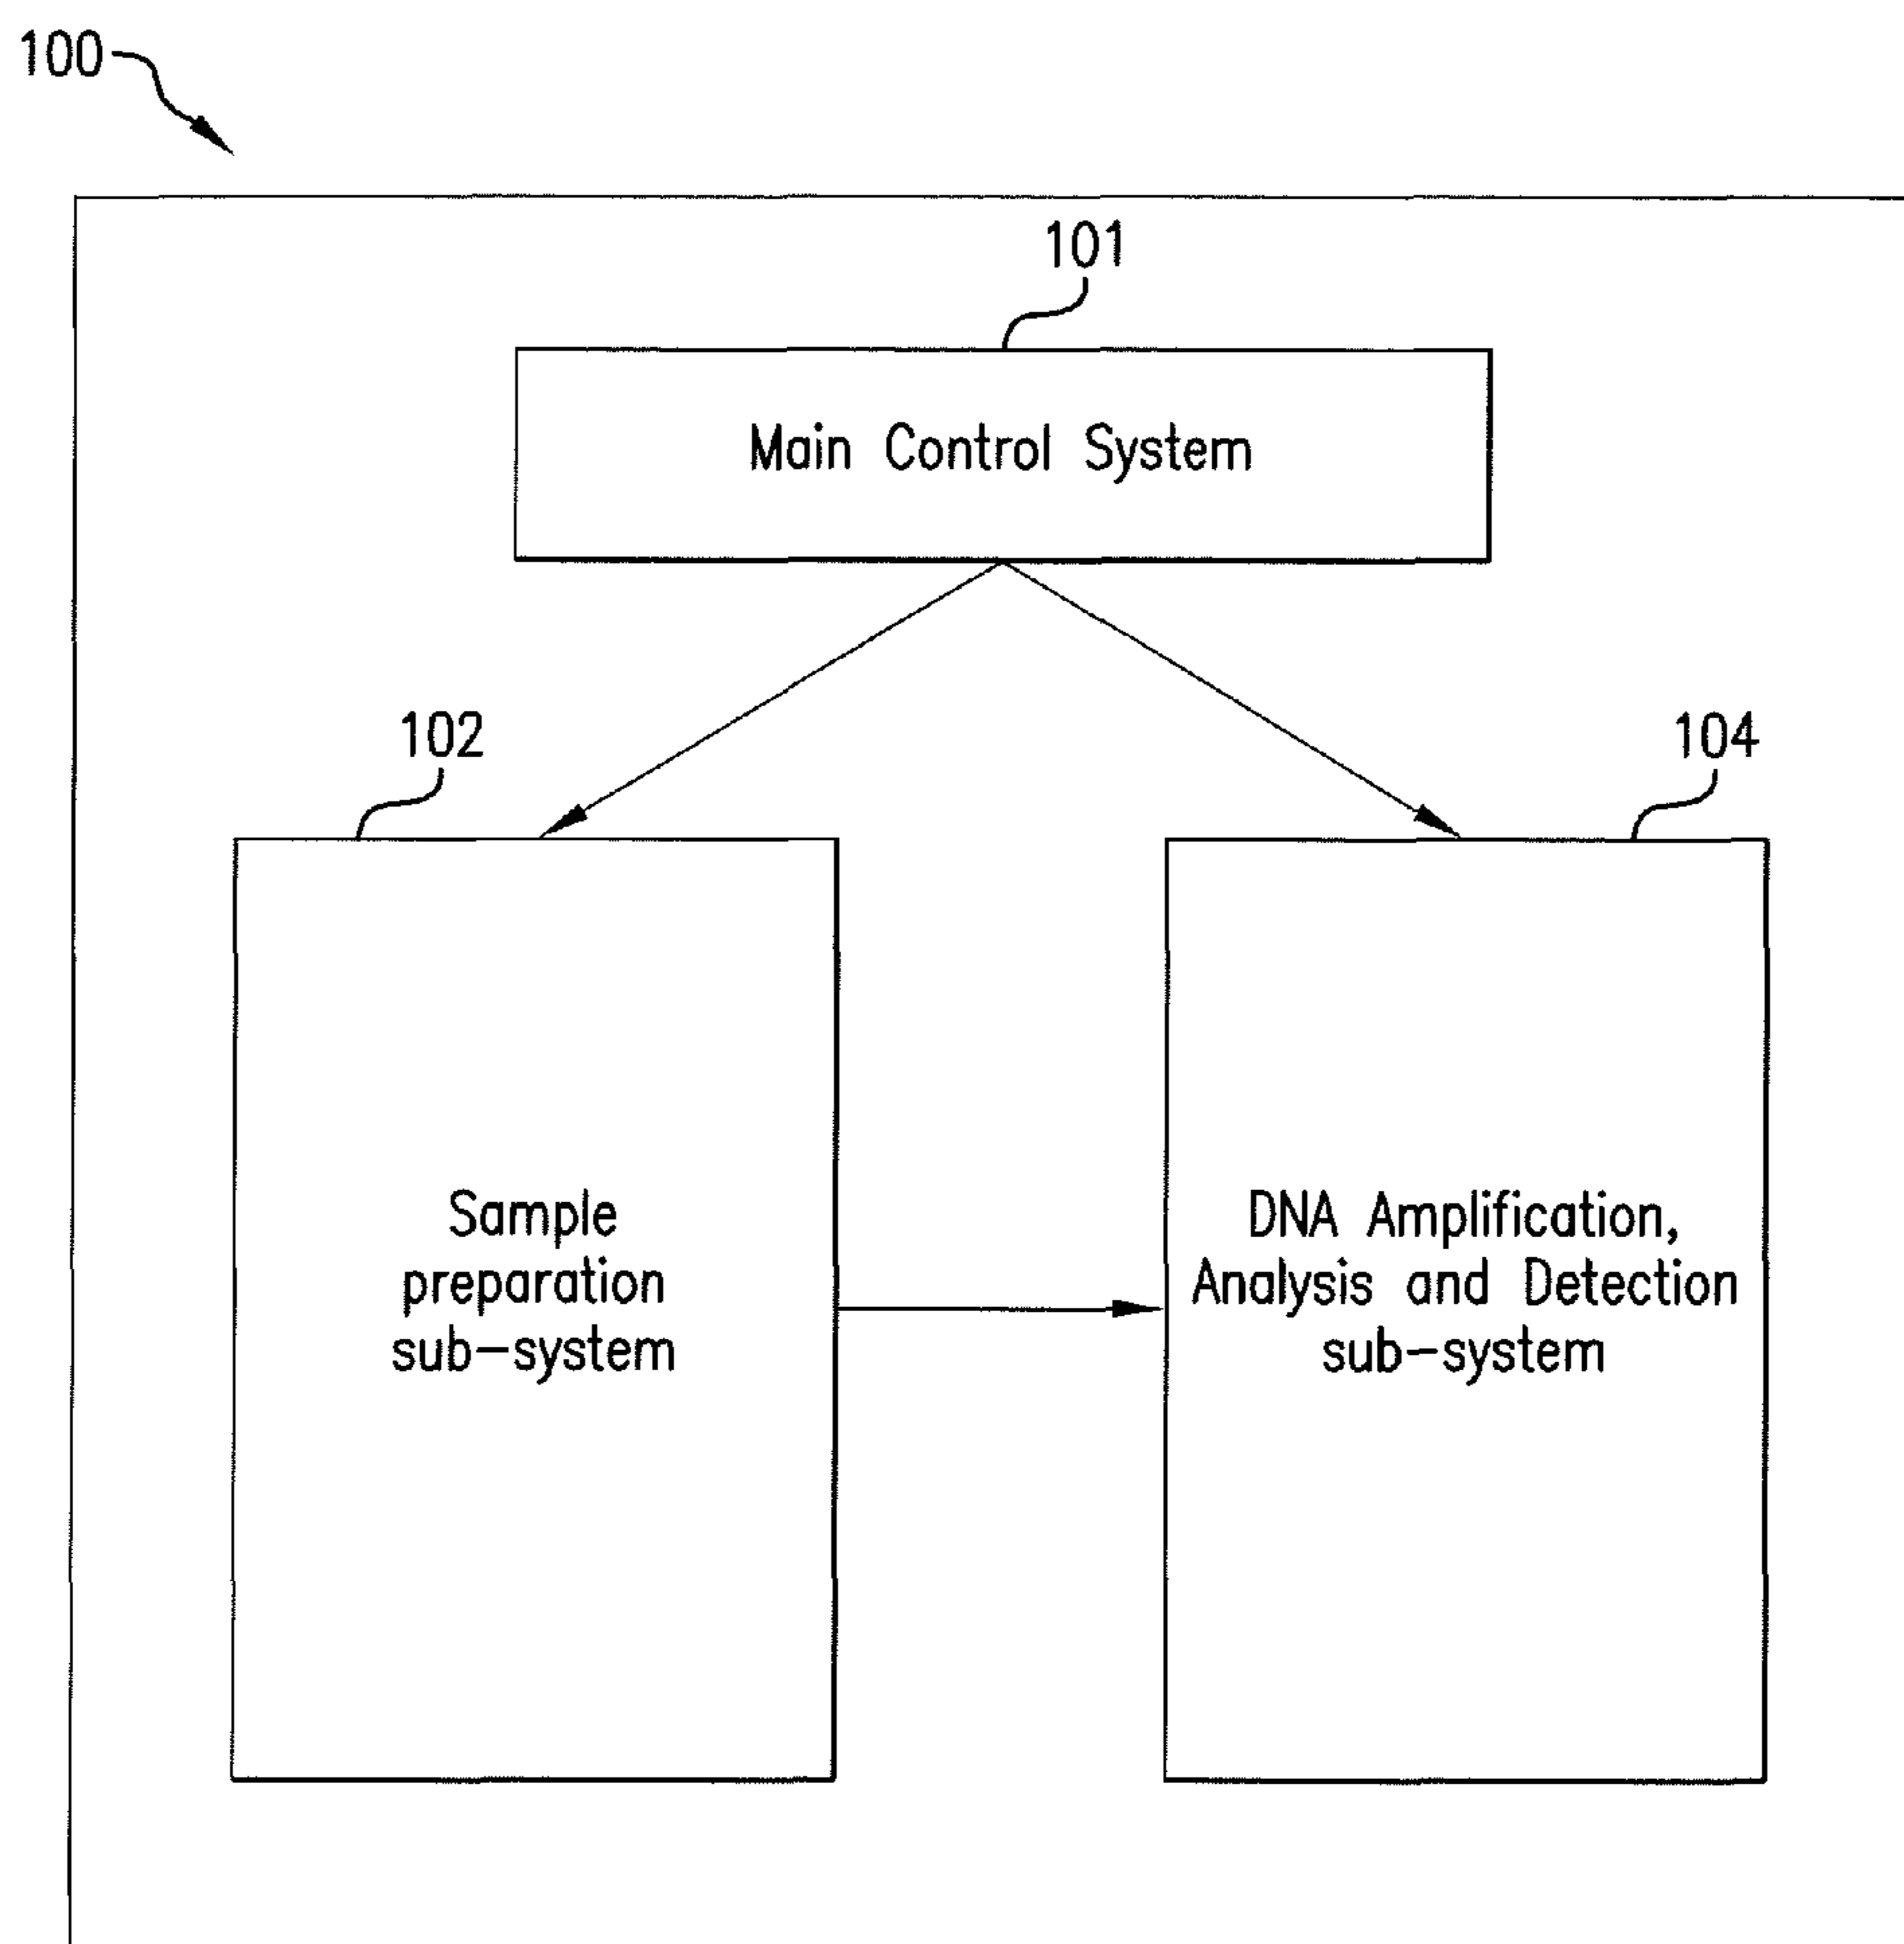 100
101
Main Control System
102
104
Sample
preparation
sub-system
DNA Amplification,
Analysis and Detection
sub-system